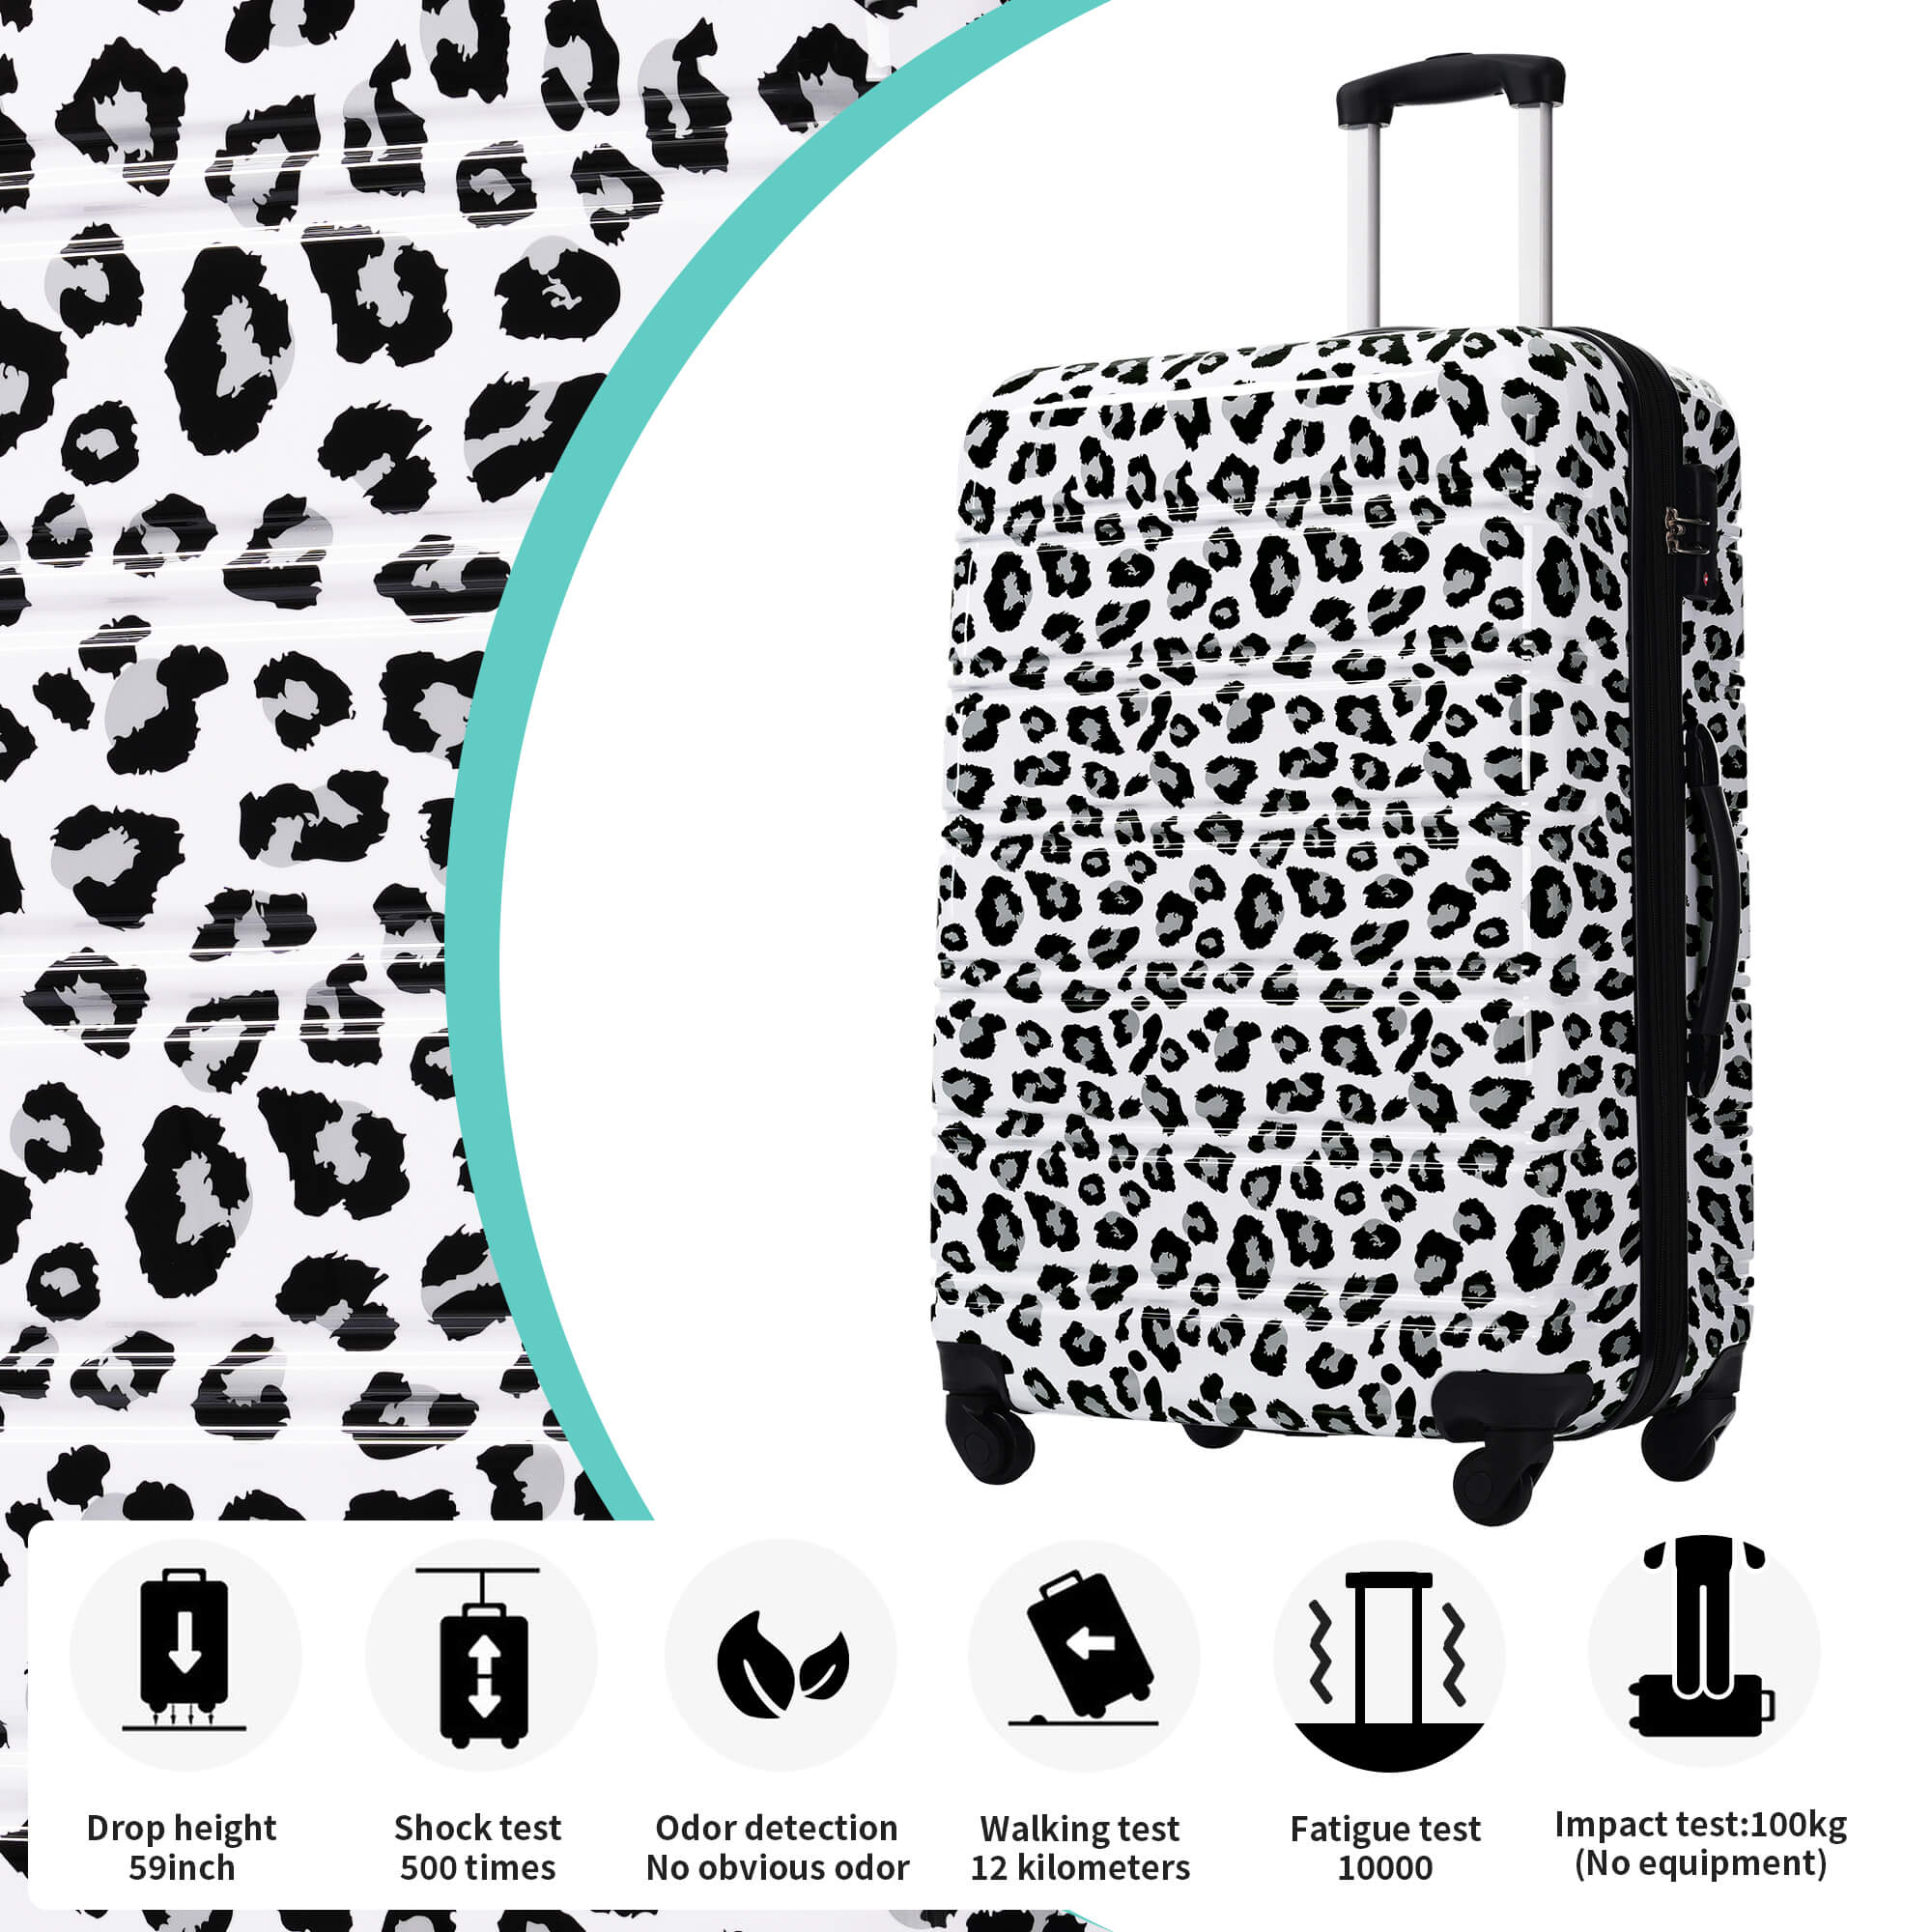 Drop height
59inch
Shock test
500 times
Odor detection
No obvious odor
Walking test
12 kilometers
Fatigue test
10000
Impact test:100kg
(No equipment)